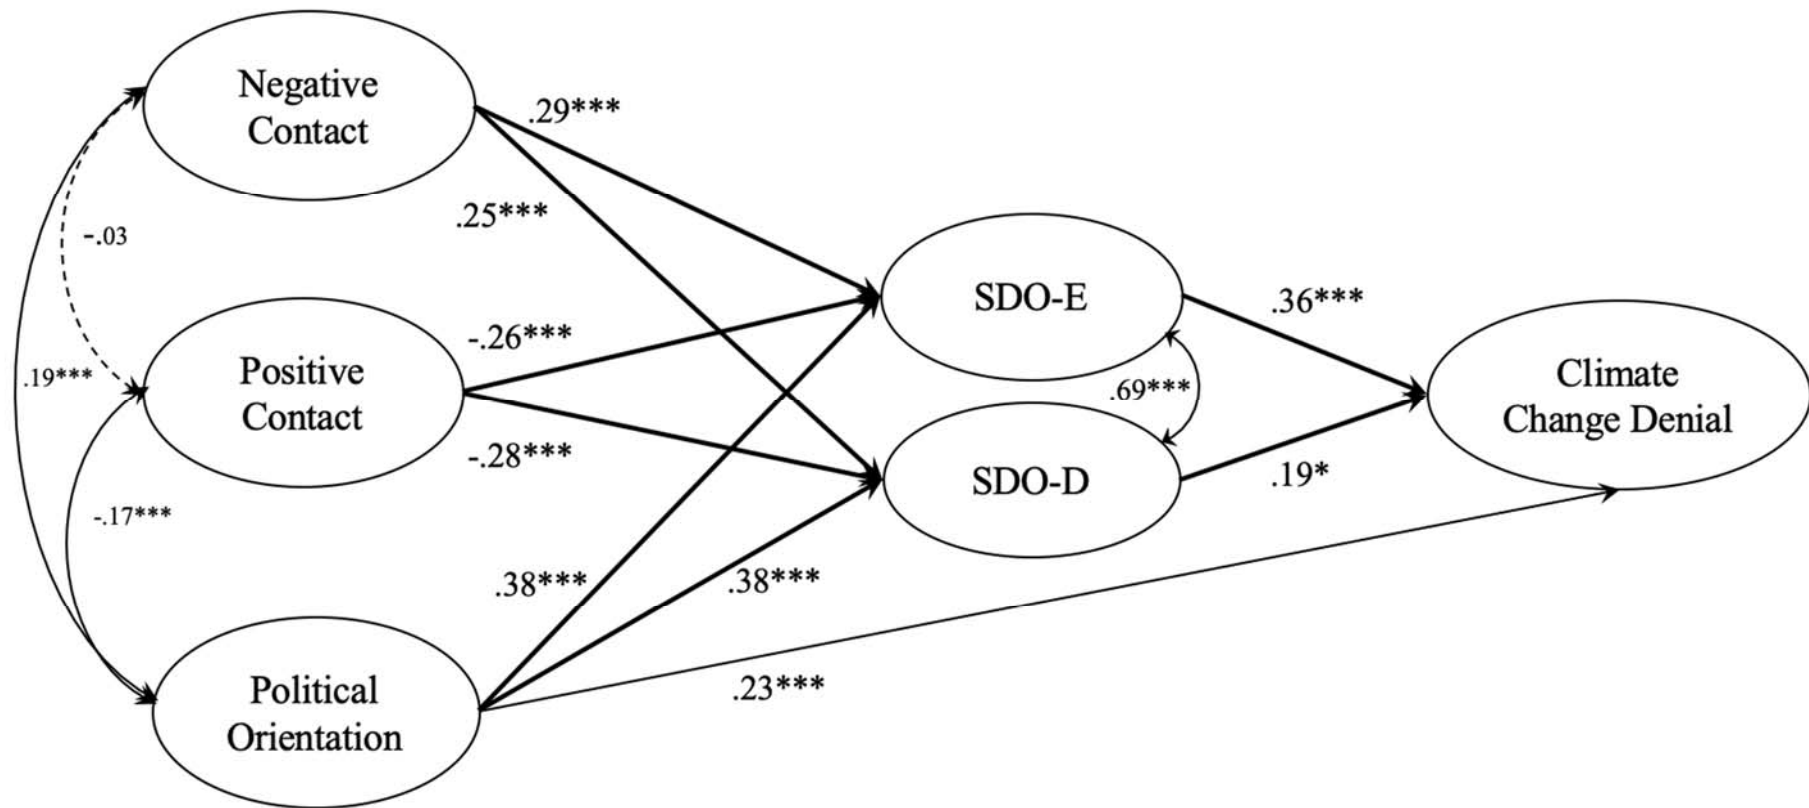 Negative
Contact
.29***
.25***
-.03
Positive
Contact
-.26***
-.28***
.19***
-.17***
SDO-E
.36***
.69***
SDO-D
.19*
Climate
Change Denial
.38***
.38***
Political
Orientation
.23***